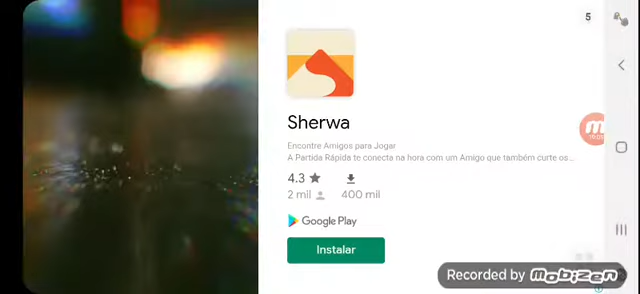 5
Sherwa
Encontre Amigos para Jogar
A Partida Rápida te conecta na hora com um Amigo que também curte os...
4.3
2 mil 400 mil
Google Play
Instalar
Recorded by Mobizen